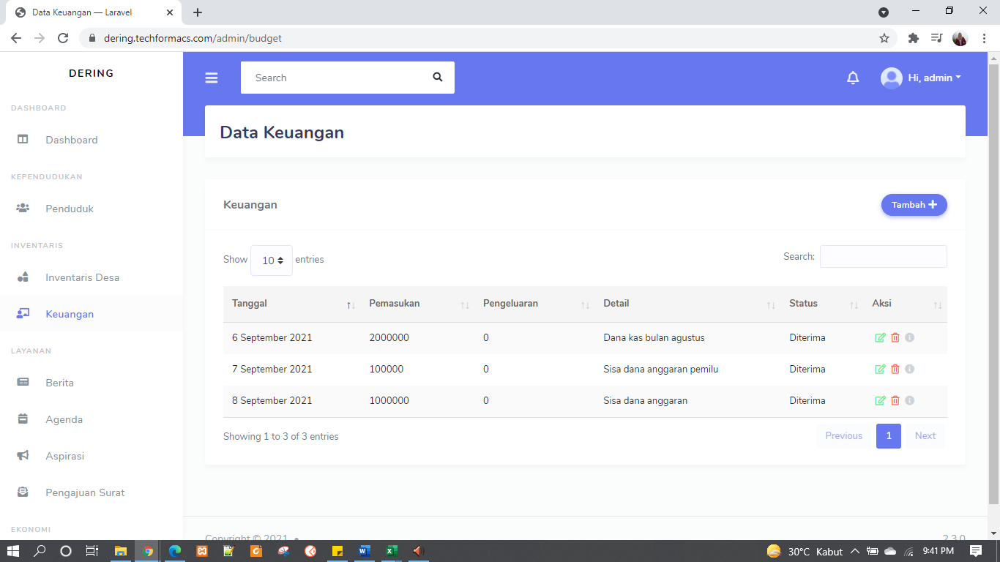 Data Keuangan — Laravel
dering.techformacs.com/admin/budget
DERING
Search
Hi, admin
DASHBOARD
Dashboard
Data Keuangan
KEPENDUDUKAN
Penduduk
Keuangan
Tambah
INVENTARIS
Inventaris Desa
Keuangan
Show 10 entries
Search:
Tanggal Pemasukan Pengeluaran Detail Status Aksi
6 September 2021 2000000 0 Dana kas bulan agustus Diterima
7 September 2021 100000 0 Sisa dana anggaran pemilu Diterima
8 September 2021 1000000 0 Sisa dana anggaran Diterima
Showing 1 to 3 of 3 entries
Previous 1 Next
LAYANAN
Berita
Agenda
Aspirasi
Pengajuan Surat
EKONOMI
Copyright © 2021 •
2.3.0
30°C Kabut
9:41 PM